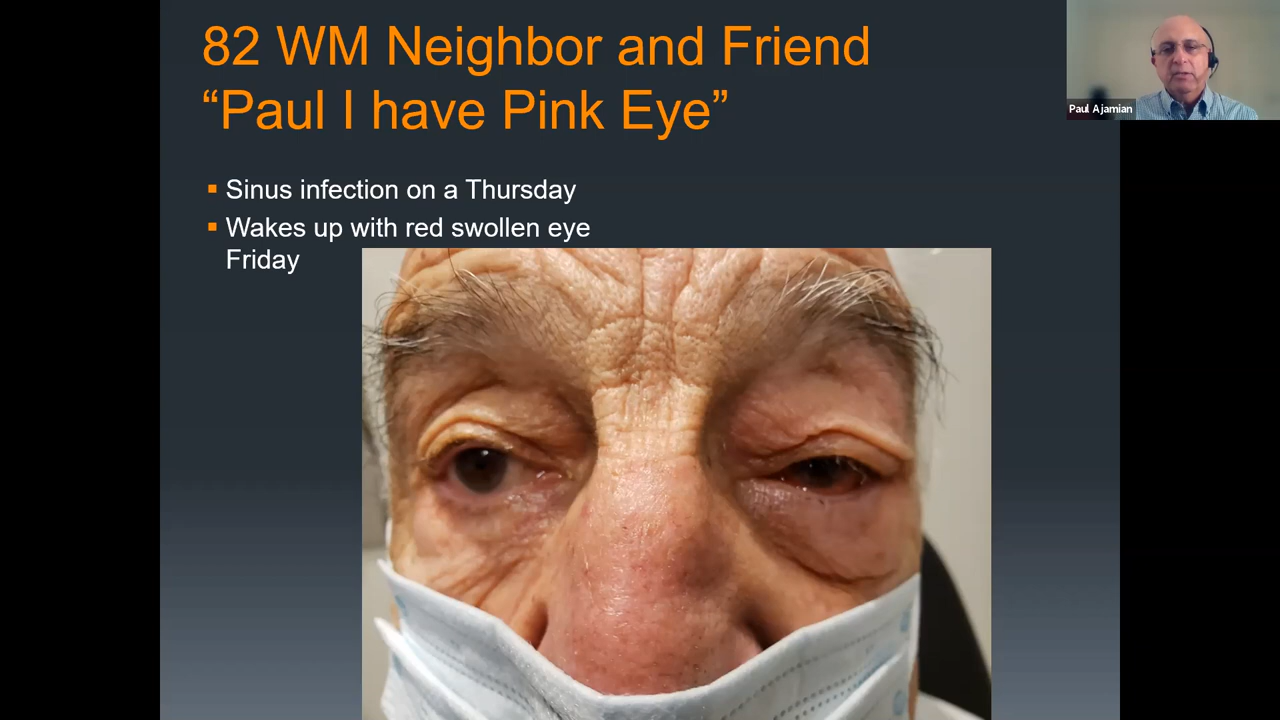 82 WM Neighbor and Friend
“Paul I have Pink Eye”
Paul Ajamian
▪ Sinus infection on a Thursday
▪ Wakes up with red swollen eye
Friday